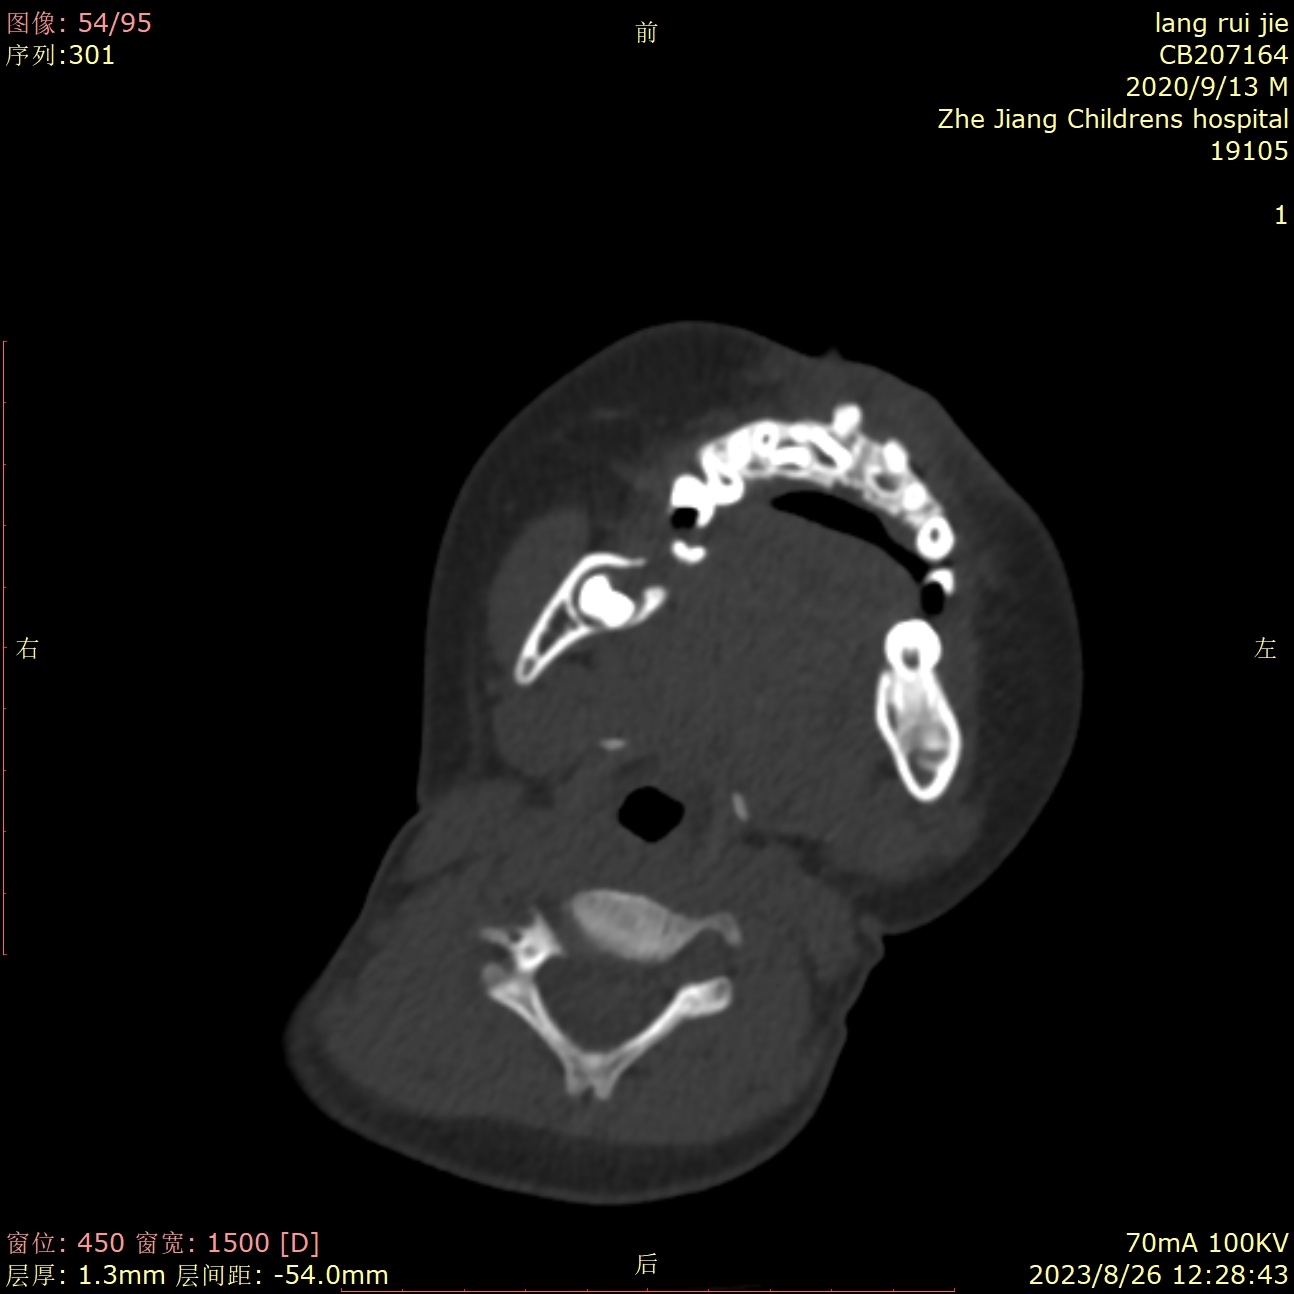 图像: 54/95
序列:301
前
lang rui jie
CB207164
2020/9/13 M
Zhe Jiang Childrens hospital
19105
1
右
左
窗位: 450 窗宽: 1500 [D]
层厚: 1.3mm 层间距: -54.0mm
后
70mA 100KV
2023/8/26 12:28:43